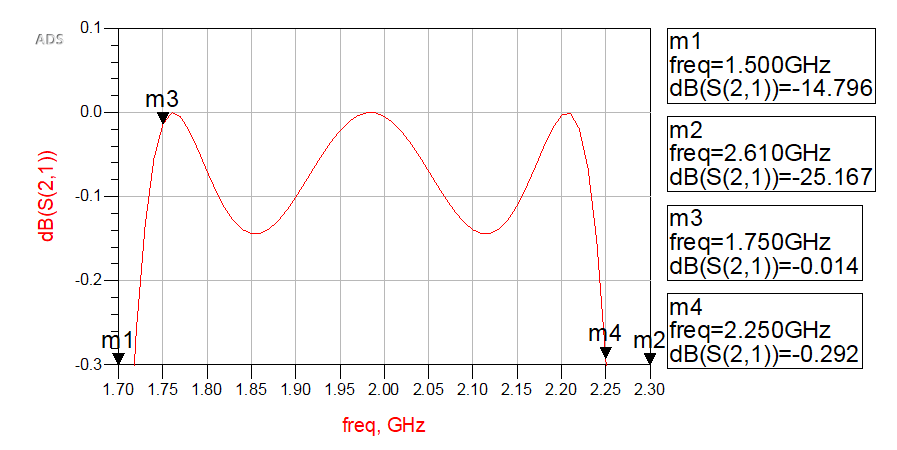 ADS
m1
freq=1.500GHz
dB(S(2,1))=-14.796
m2
freq=2.610GHz
dB(S(2,1))=-25.167
m3
freq=1.750GHz
dB(S(2,1))=-0.014
m4
freq=2.250GHz
dB(S(2,1))=-0.292
dB(S(2,1))
0.1
0.0
-0.1
-0.2
-0.3
m3
m1
m4
m2
1.70 1.75 1.80 1.85 1.90 1.95 2.00 2.05 2.10 2.15 2.20 2.25 2.30
freq, GHz